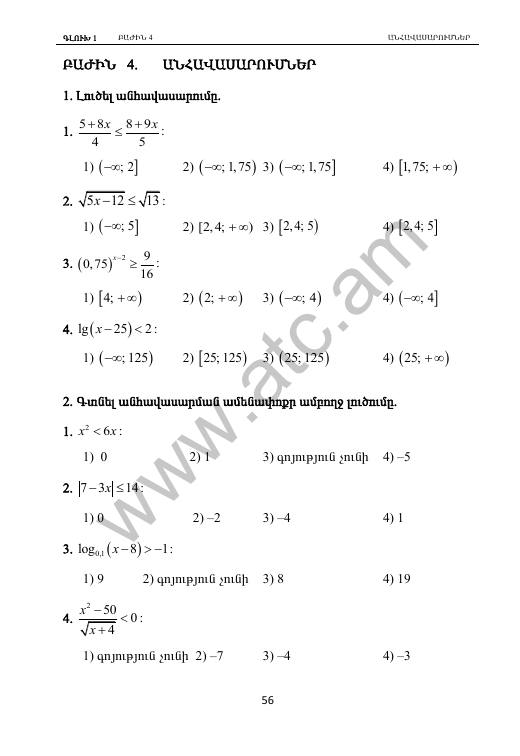 ԳԼՈՒԽ 1 ԲԱԺԻՆ 4 ԱՆՀԱՎԱՍԱՐՈՒՄՆԵՐ
ԲԱԺԻՆ 4. ԱՆՀԱՎԱՍԱՐՈՒՄՆԵՐ
1. Լուծել անհավասարումը.
1. (5+8x)/4 ≤ (8+9x)/5 :
1) (−∞; 2] 2) (−∞; 1,75) 3) (−∞; 1,75] 4) [1,75; +∞)
2. √(5x−12) ≤ √13 :
1) (−∞; 5] 2) [2,4; +∞) 3) [2,4; 5) 4) [2,4; 5]
3. (0,75)^(x−2) ≥ 9/16 :
1) [4; +∞) 2) (2; +∞) 3) (−∞; 4) 4) (−∞; 4]
4. lg(x−25) < 2 :
1) (−∞; 125) 2) [25; 125) 3) (25; 125) 4) (25; +∞)
2. Գտնել անհավասարման ամենափոքր ամբողջ լուծումը.
1. x² < 6x :
1) 0 2) 1 3) գոյություն չունի 4) –5
2. |7−3x| ≤ 14 :
1) 0 2) –2 3) –4 4) 1
3. log₀,₁(x−8) > −1 :
1) 9 2) գոյություն չունի 3) 8 4) 19
4. (x²−50)/√(x+4) < 0 :
1) գոյություն չունի 2) –7 3) –4 4) –3
56
www.atc.am